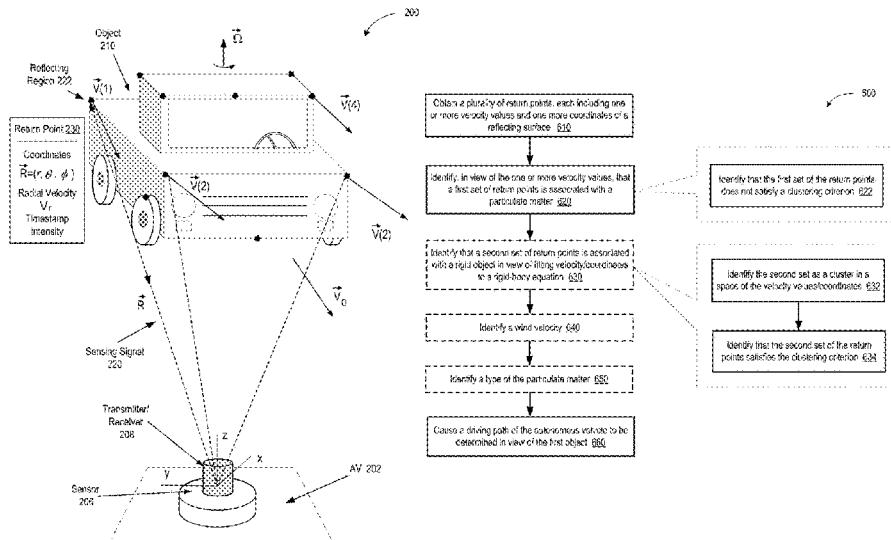 200
Object
210
Ω
Reflecting
Region 222
V(1)
V(4)
Return Point 230
Coordinates
R=(r, θ, ϕ)
Radial Velocity
Vr
Timestamp
Intensity
V(2)
V(2)
V0
R
Sensing Signal
220
Transmitter/
Receiver
208
z
x
y
Sensor
206
AV 202
600
Obtain a plurality of return points, each including one
or more velocity values and one more coordinates of a
reflecting surface 610
Identify, in view of the one or more velocity values, that
a first set of return points is associated with a
particulate matter 620
Identify that the first set of the return points
does not satisfy a clustering criterion 622
Identify that a second set of return points is associated
with a rigid object in view of fitting velocity/coordinates
to a rigid-body equation 630
Identify the second set as a cluster in a
space of the velocity values/coordinates 632
Identify that the second set of the return
points satisfies the clustering criterion 634
Identify a wind velocity 640
Identify a type of the particulate matter 650
Cause a driving path of the autonomous vehicle to be
determined in view of the first object 660